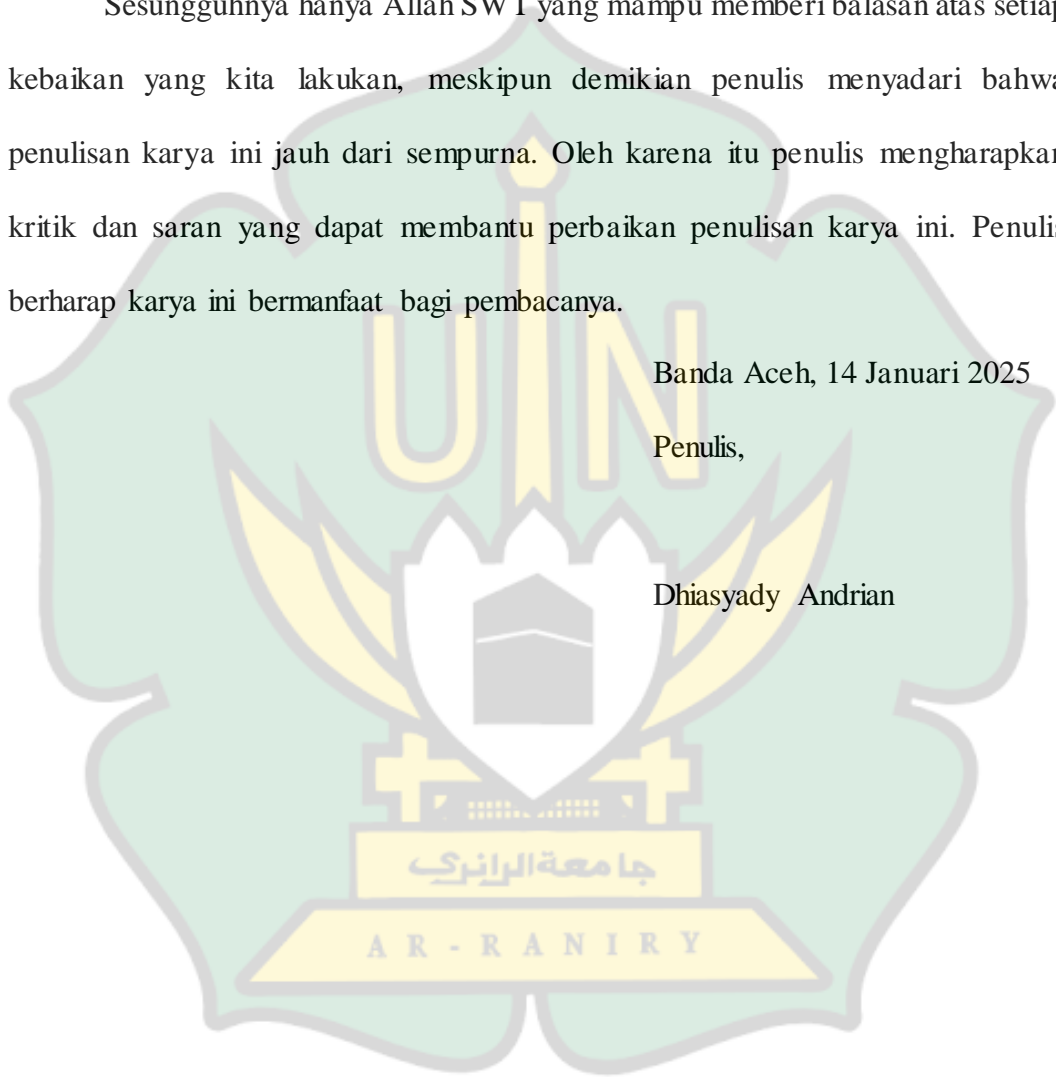 Sesungguhnya hanya Allah SWT yang mampu memberi balasan atas setiap
kebaikan yang kita lakukan, meskipun demikian penulis menyadari bahwa
penulisan karya ini jauh dari sempurna. Oleh karena itu penulis mengharapkan
kritik dan saran yang dapat membantu perbaikan penulisan karya ini. Penulis
berharap karya ini bermanfaat bagi pembacanya.
UIN
Banda Aceh, 14 Januari 2025
Penulis,
Dhiasyady Andrian
جامعةالرانري
AR-RANIRY